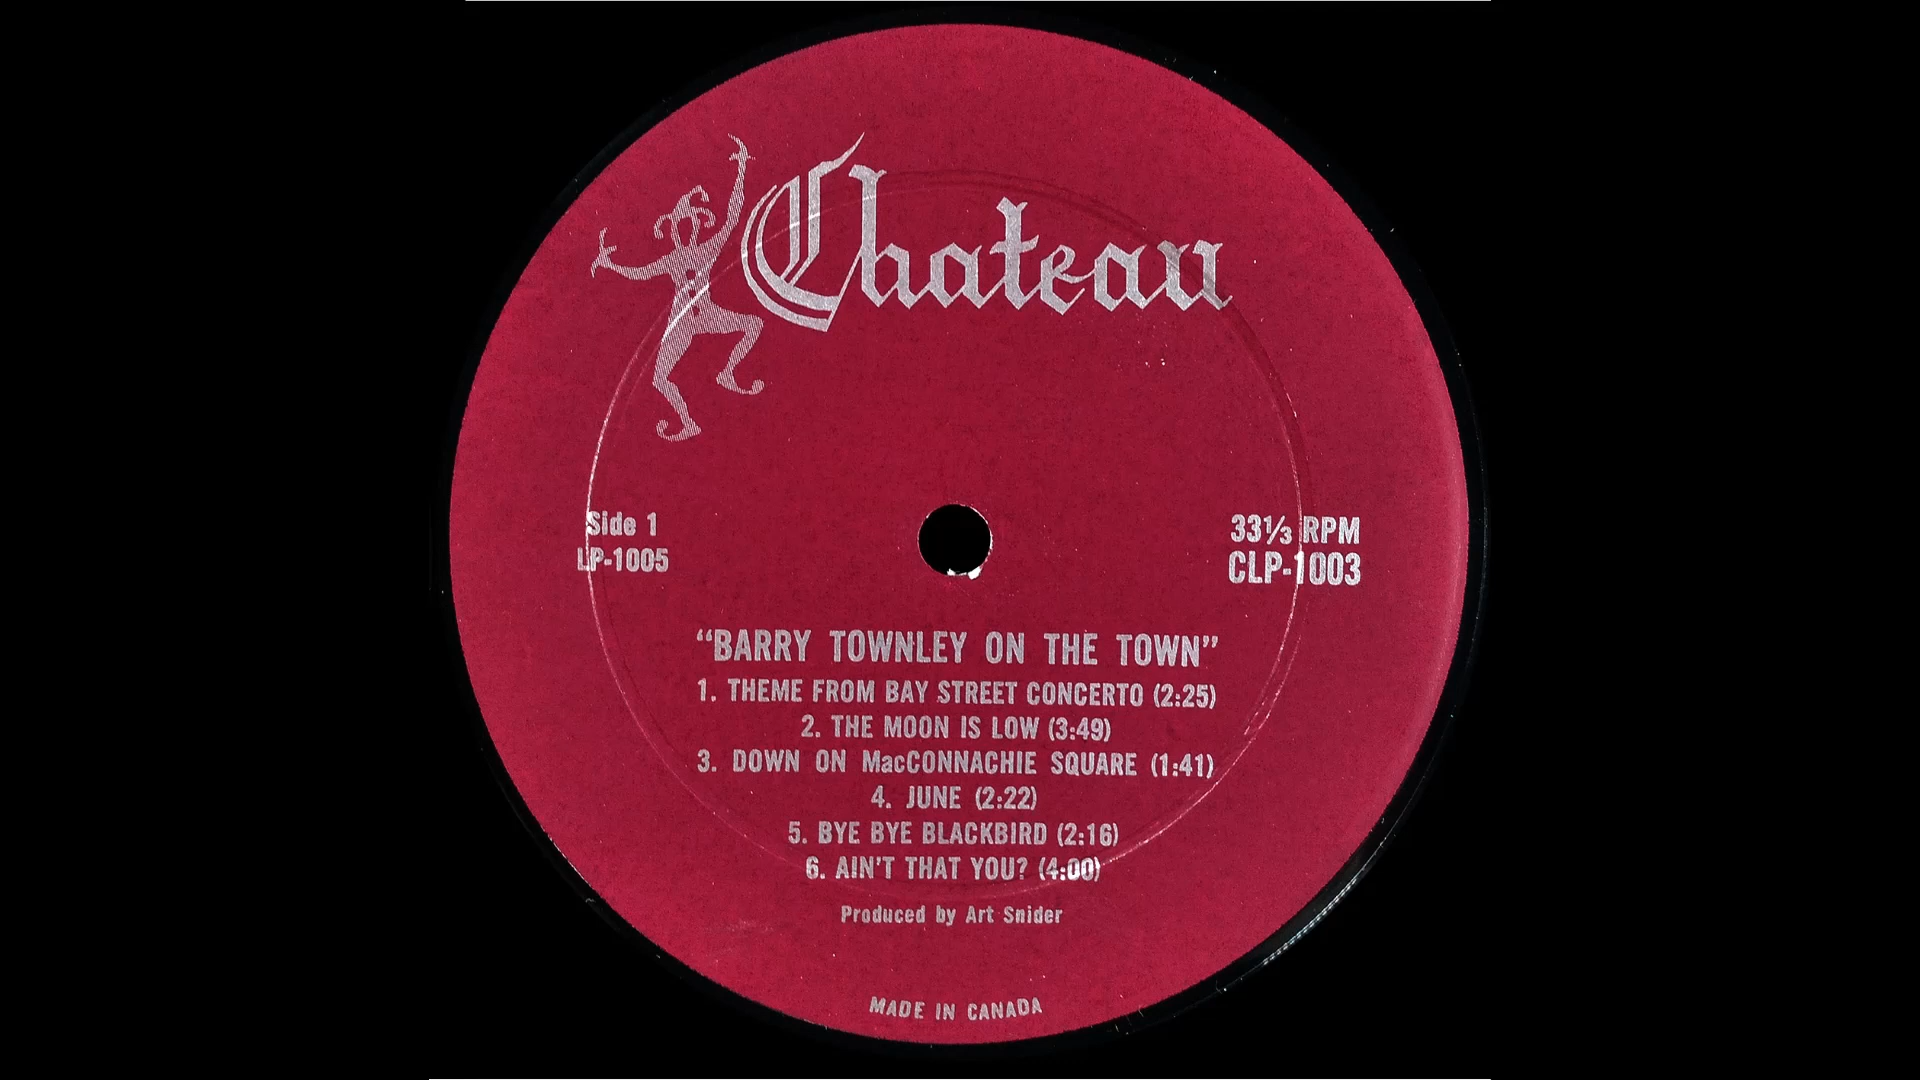 Chateau
Side 1
LP-1005
33⅓ RPM
CLP-1003
“BARRY TOWNLEY ON THE TOWN”
1. THEME FROM BAY STREET CONCERTO (2:25)
2. THE MOON IS LOW (3:49)
3. DOWN ON MacCONNACHIE SQUARE (1:41)
4. JUNE (2:22)
5. BYE BYE BLACKBIRD (2:16)
6. AIN'T THAT YOU? (4:00)
Produced by Art Snider
MADE IN CANADA